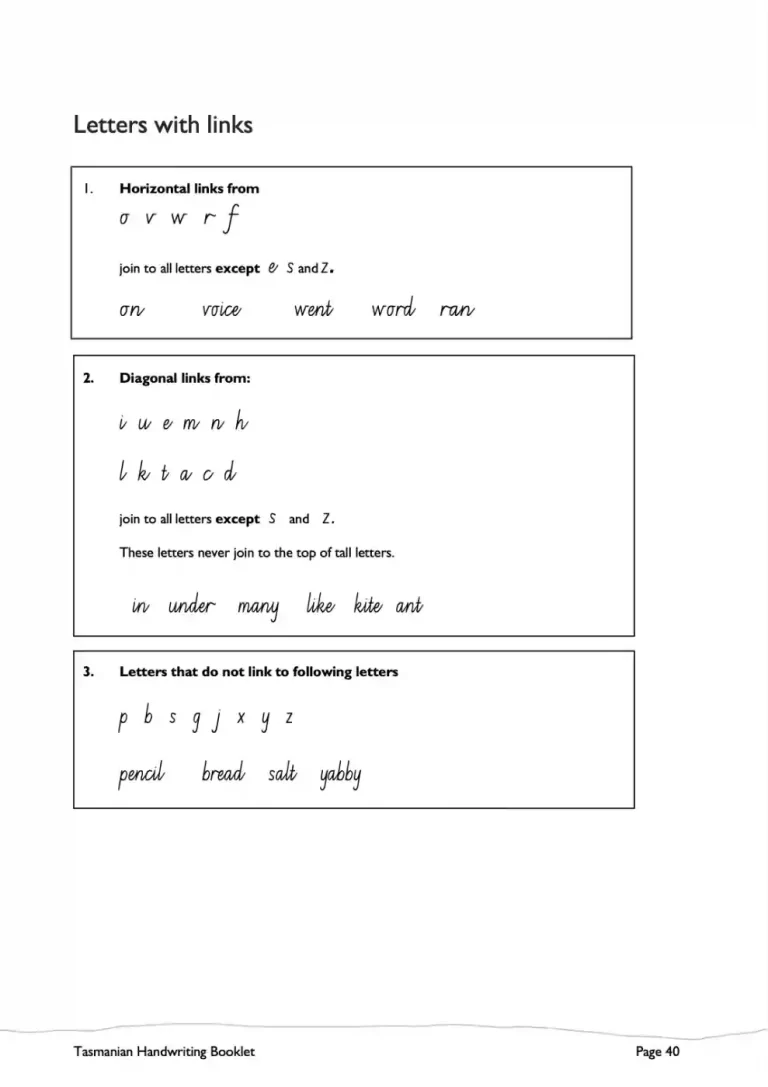 Letters with links
1. Horizontal links from
o v w r f
join to all letters except e s and z.
on voice went word ran
2. Diagonal links from:
i u e m n h
l k t a c d
join to all letters except s and z.
These letters never join to the top of tall letters.
in under many like kite ant
3. Letters that do not link to following letters
p b s g j x y z
pencil bread salt yabby
Tasmanian Handwriting Booklet Page 40